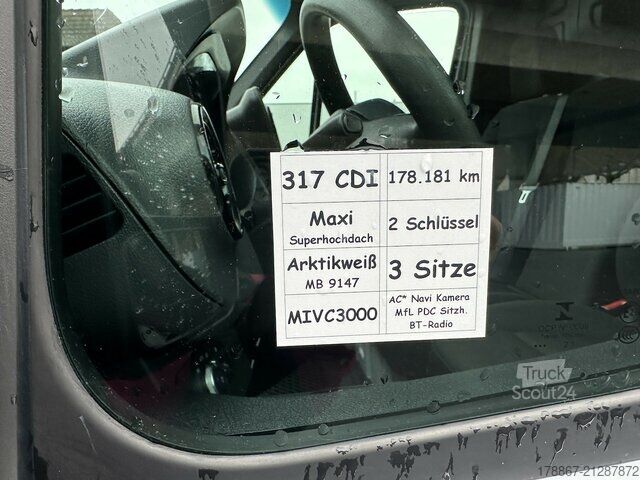 317 CDI
178.181 km
Maxi
Superhochdach
2 Schlüssel
Arktikweiß
MB 9147
3 Sitze
MIVC3000
AC* Navi Kamera
MfL PDC Sitzh.
BT-Radio
Truck
Scout24
178867-21287872